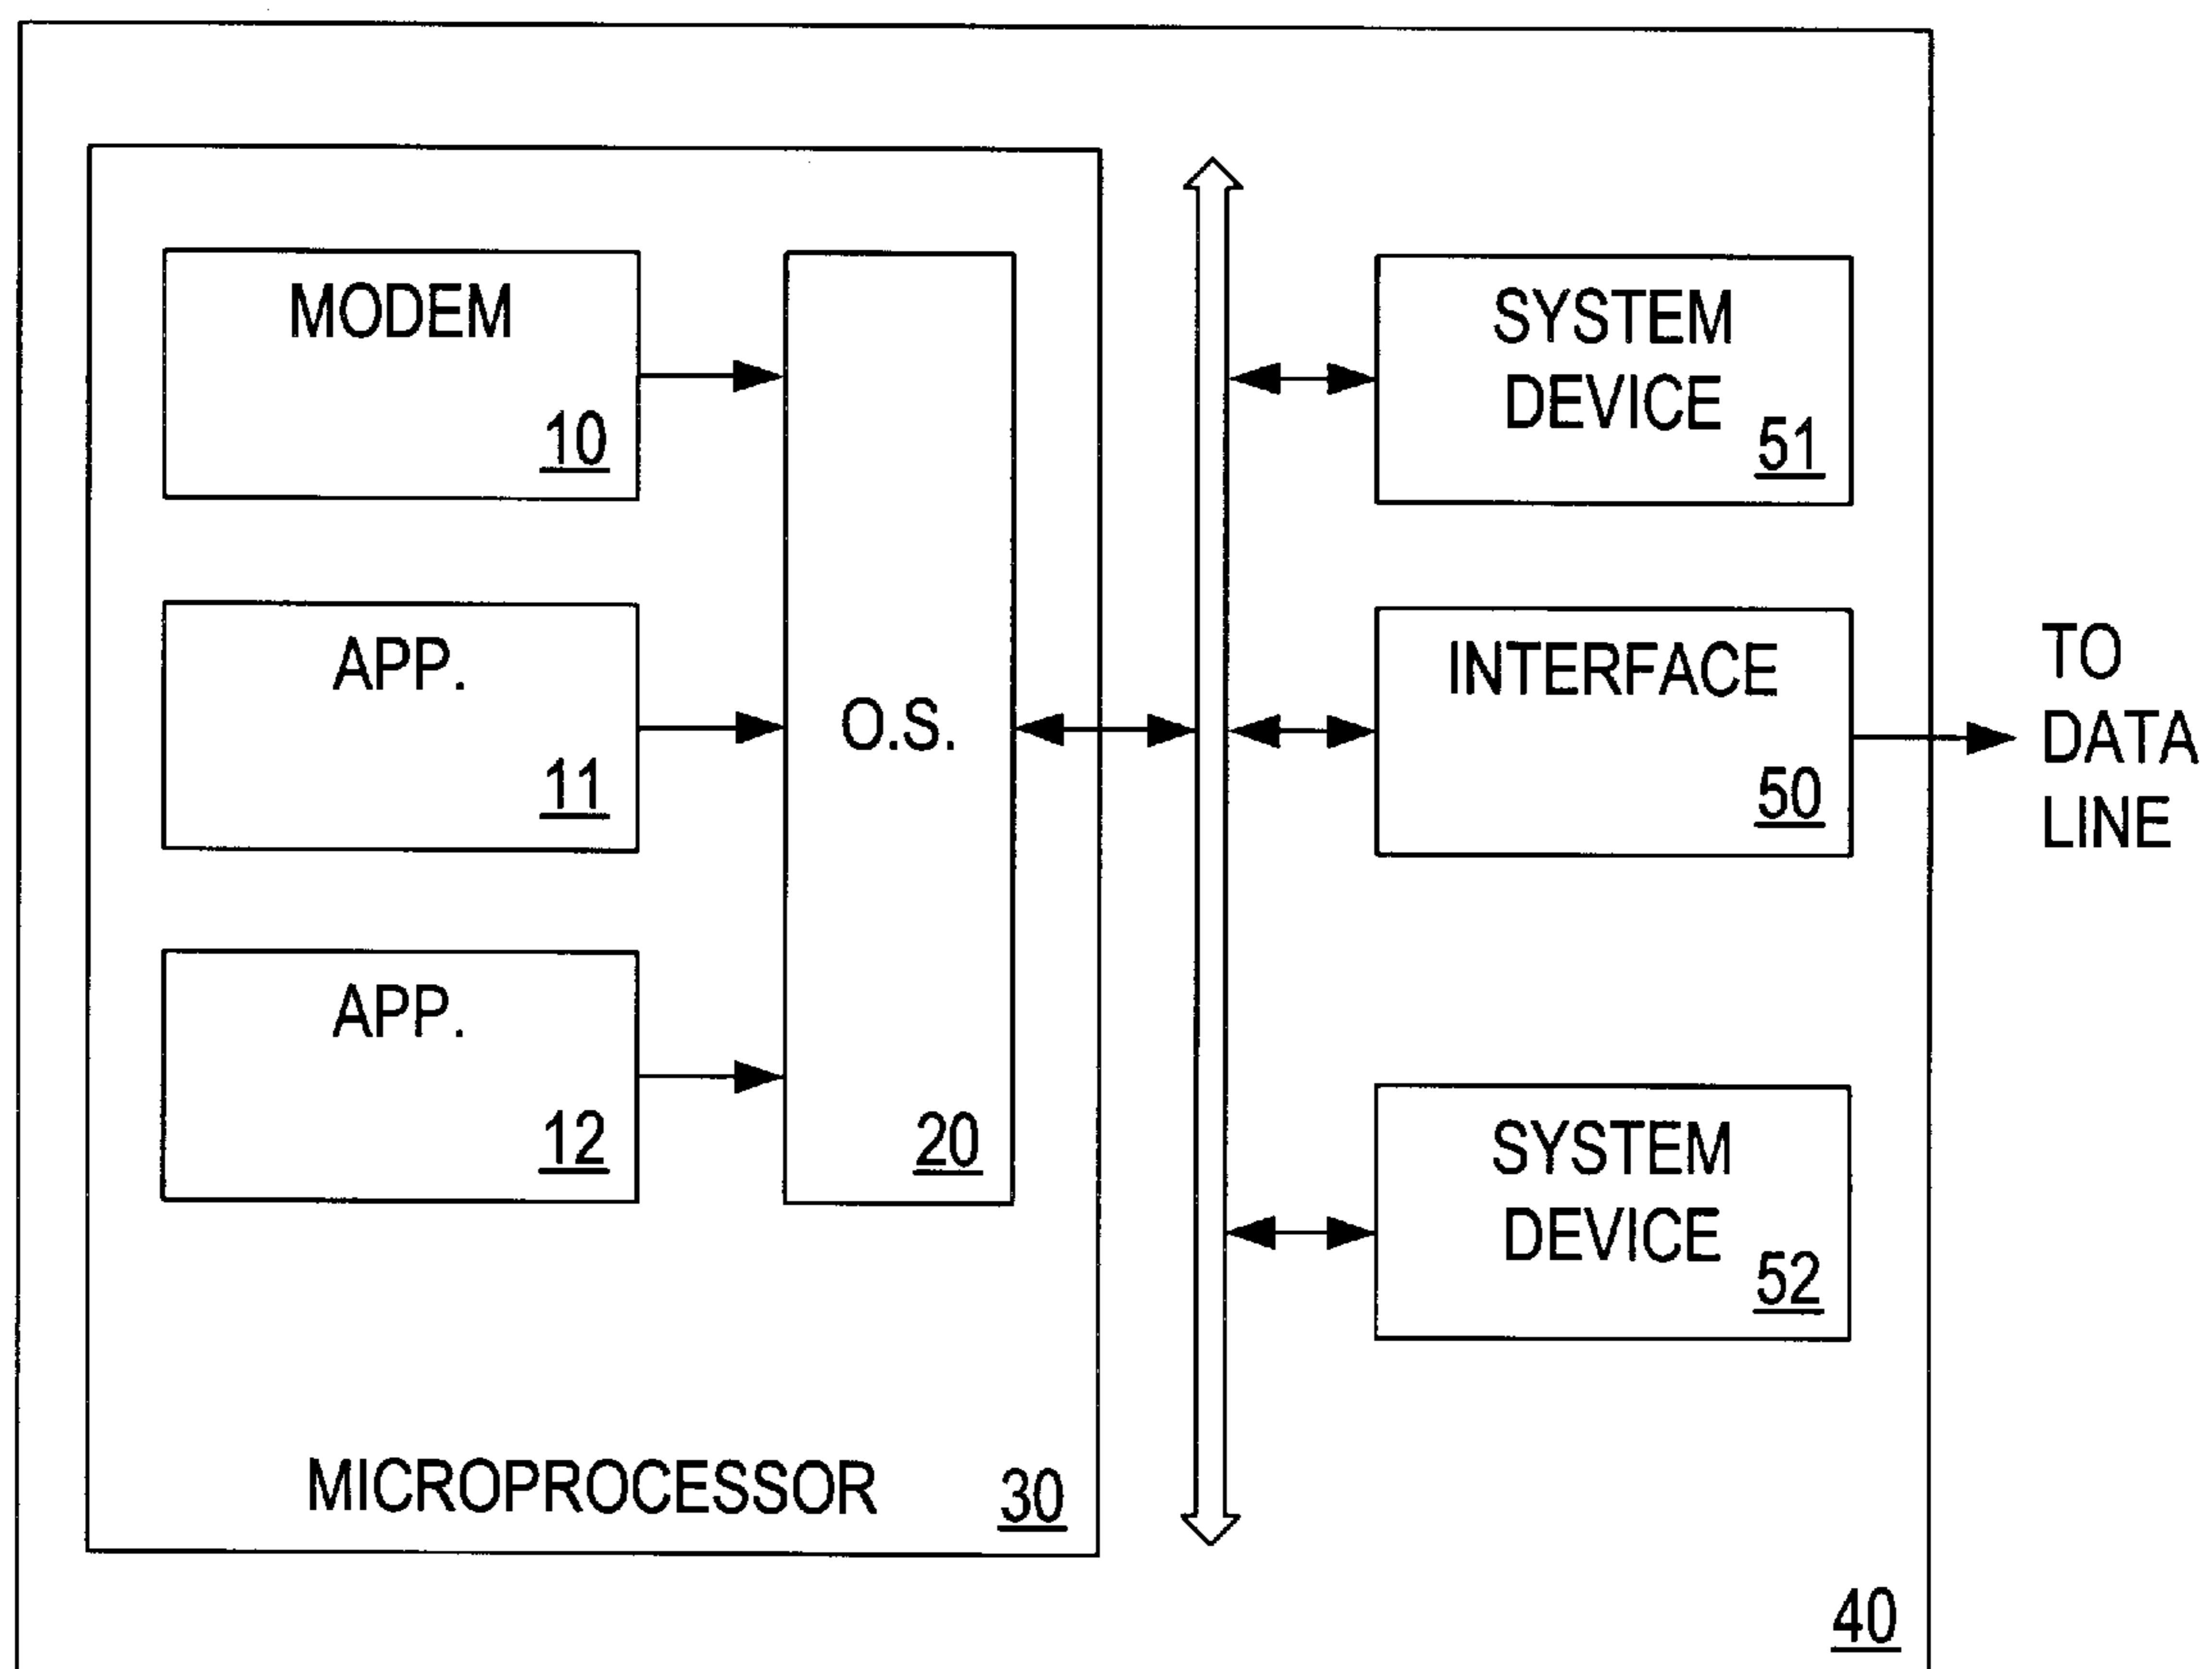 MODEM
10
APP.
11
APP.
12
O.S.
20
MICROPROCESSOR
30
SYSTEM
DEVICE
51
INTERFACE
50
SYSTEM
DEVICE
52
TO
DATA
LINE
40